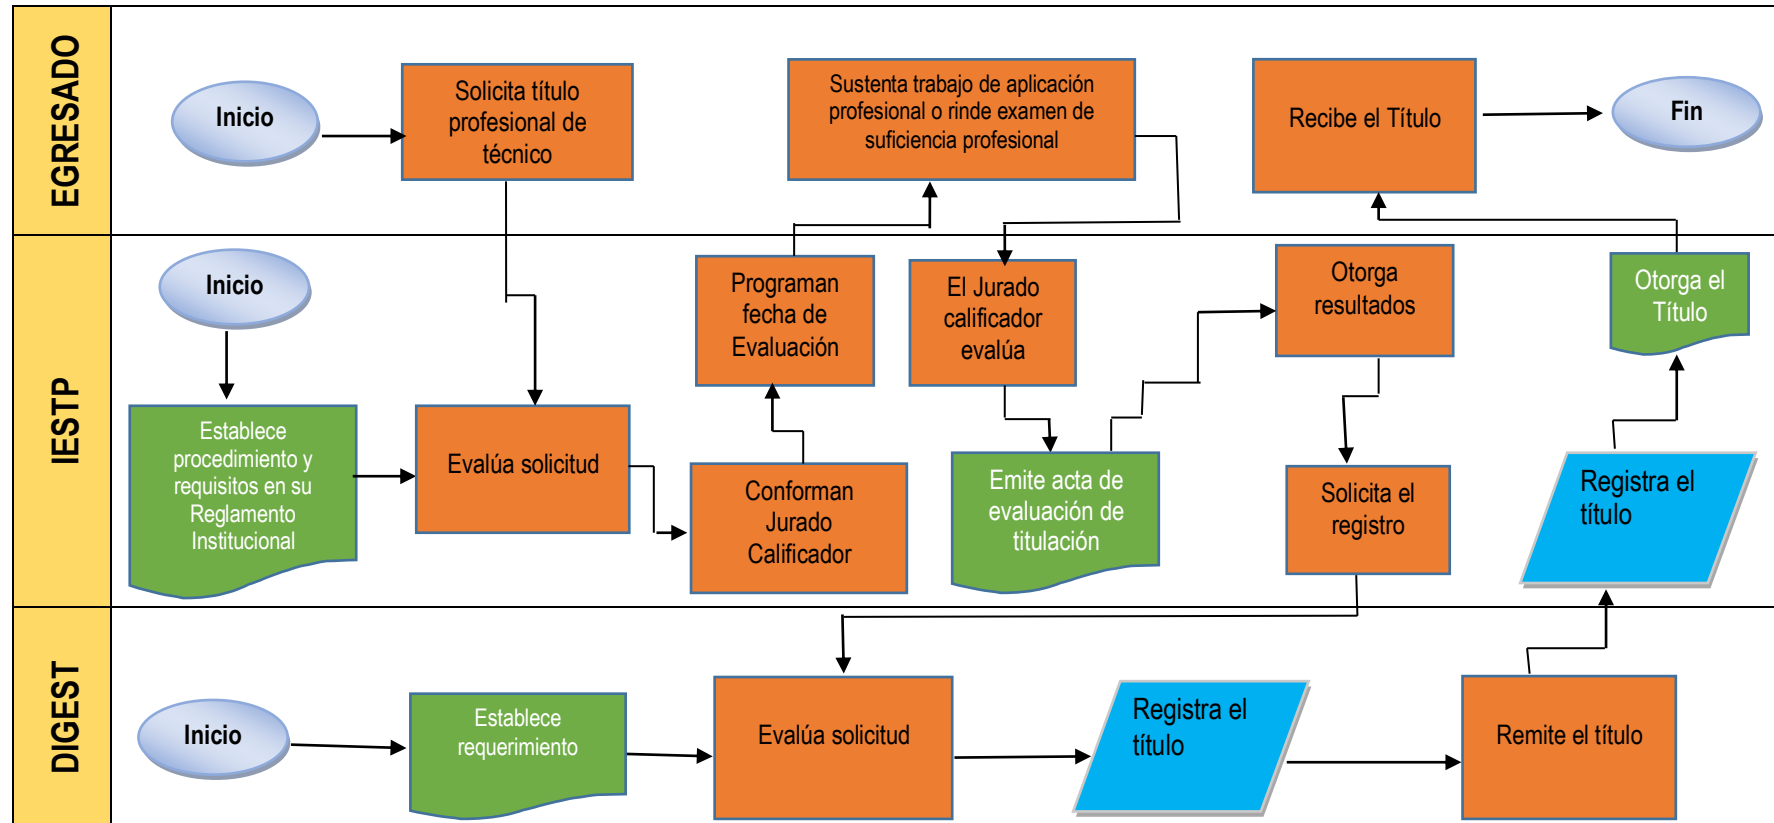 EGRESADO
Inicio
Solicita título
profesional de
técnico
Sustenta trabajo de aplicación
profesional o rinde examen de
suficiencia profesional
Recibe el Título
Fin
IESTP
Inicio
Establece
procedimiento y
requisitos en su
Reglamento
Institucional
Evalúa solicitud
Programan
fecha de
Evaluación
Conforman
Jurado
Calificador
El Jurado
calificador
evalúa
Emite acta de
evaluación de
titulación
Otorga
resultados
Solicita el
registro
Otorga el
Título
Registra el
título
DIGEST
Inicio
Establece
requerimiento
Evalúa solicitud
Registra el
título
Remite el título